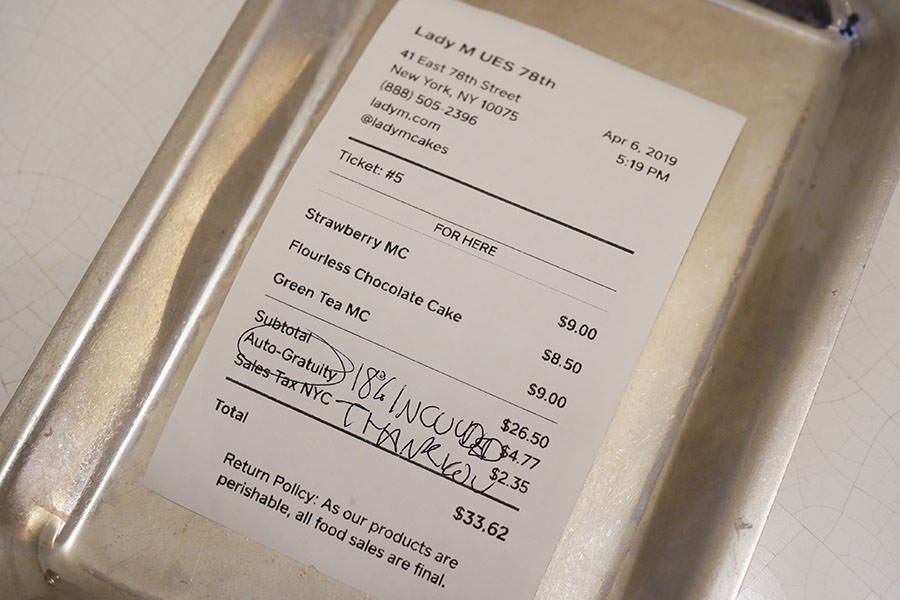 Lady M UES 78th
41 East 78th Street
New York, NY 10075
(888) 505-2396
ladym.com
@ladymcakes
Apr 6, 2019
5:19 PM
Ticket: #5
FOR HERE
Strawberry MC $9.00
Flourless Chocolate Cake $8.50
Green Tea MC $9.00
Subtotal $26.50
Auto-Gratuity 18% INCLUDED $4.77
Sales Tax NYC $2.35
THANK YOU
Total $33.62
Return Policy: As our products are
perishable, all food sales are final.